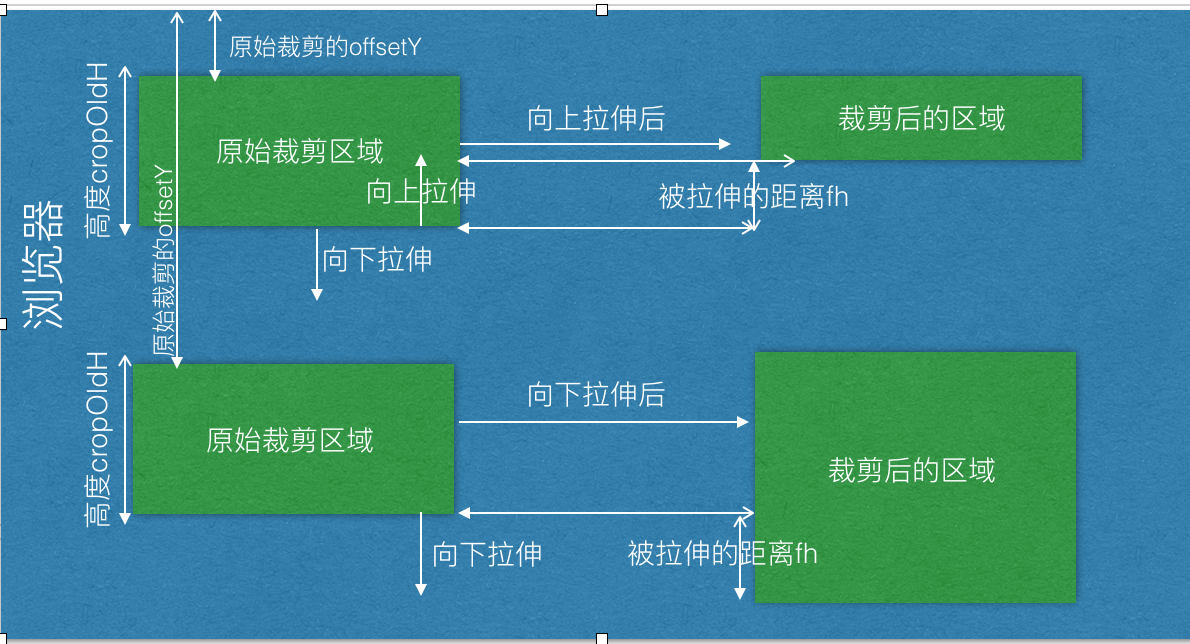 原始裁剪的offsetY
高度cropOldH
原始裁剪区域
向上拉伸后
裁剪后的区域
向上拉伸
被拉伸的距离fh
浏览器
原始裁剪的offsetY
向下拉伸
高度cropOldH
原始裁剪区域
向下拉伸后
裁剪后的区域
向下拉伸
被拉伸的距离fh